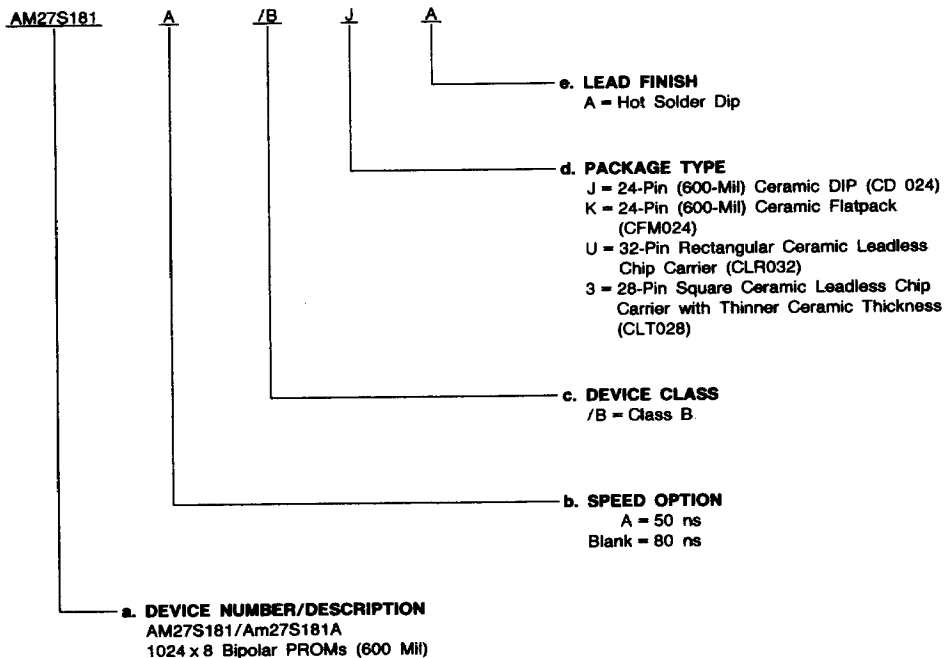 AM27S181 A /B J A
e. LEAD FINISH
A = Hot Solder Dip
d. PACKAGE TYPE
J = 24-Pin (600-Mil) Ceramic DIP (CD 024)
K = 24-Pin (600-Mil) Ceramic Flatpack
(CFM024)
U = 32-Pin Rectangular Ceramic Leadless
Chip Carrier (CLR032)
3 = 28-Pin Square Ceramic Leadless Chip
Carrier with Thinner Ceramic Thickness
(CLT028)
c. DEVICE CLASS
/B = Class B
b. SPEED OPTION
A = 50 ns
Blank = 80 ns
a. DEVICE NUMBER/DESCRIPTION
AM27S181/Am27S181A
1024 x 8 Bipolar PROMs (600 Mil)